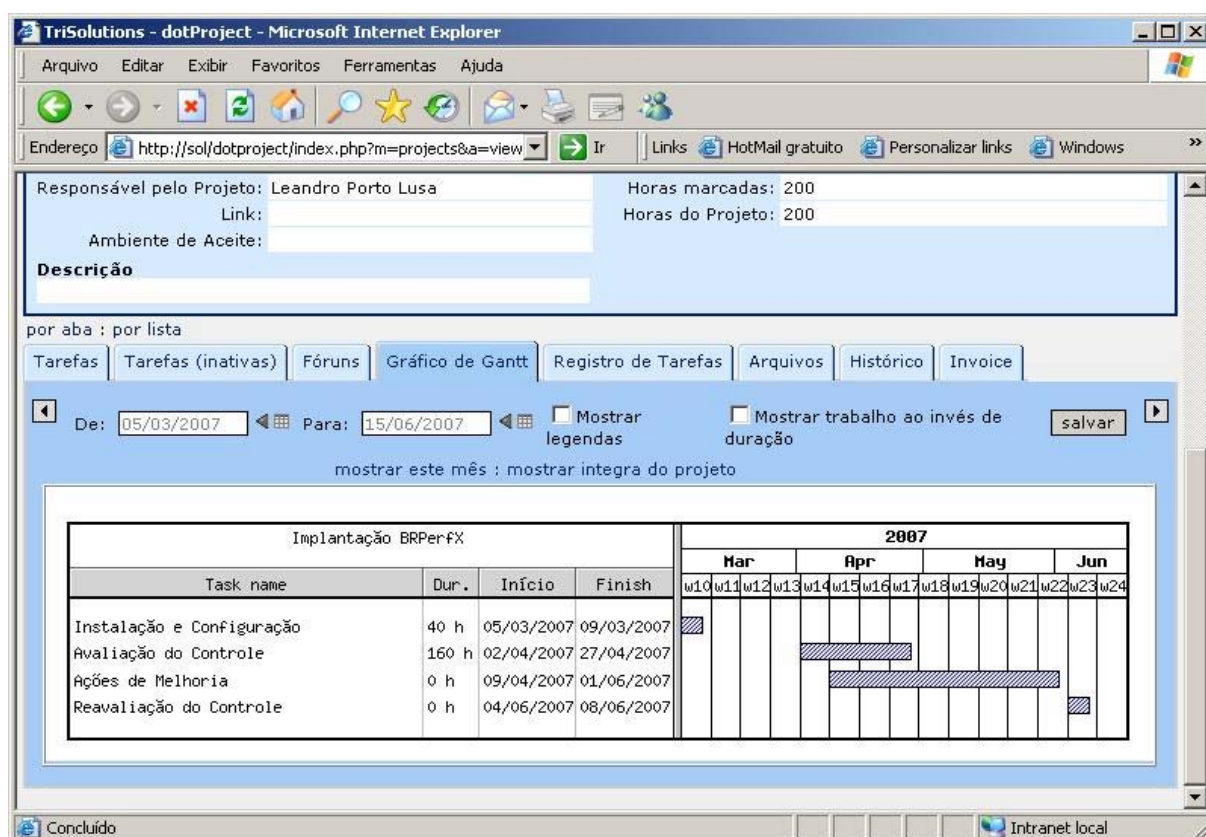 TriSolutions - dotProject - Microsoft Internet Explorer
Arquivo Editar Exibir Favoritos Ferramentas Ajuda
Endereço http://sol/dotproject/index.php?m=projects&a=view Ir Links HotMail gratuito Personalizar links Windows »
Responsável pelo Projeto: Leandro Porto Lusa Horas marcadas: 200
Link: Horas do Projeto: 200
Ambiente de Aceite:
Descrição
por aba : por lista
Tarefas Tarefas (inativas) Fóruns Gráfico de Gantt Registro de Tarefas Arquivos Histórico Invoice
De: 05/03/2007 Para: 15/06/2007 Mostrar legendas Mostrar trabalho ao invés de duração salvar
mostrar este mês : mostrar integra do projeto
Implantação BRPerfX 2007
Mar Apr May Jun
Task name Dur. Início Finish w10 w11 w12 w13 w14 w15 w16 w17 w18 w19 w20 w21 w22 w23 w24
Instalação e Configuração 40 h 05/03/2007 09/03/2007
Avaliação do Controle 160 h 02/04/2007 27/04/2007
Ações de Melhoria 0 h 09/04/2007 01/06/2007
Reavaliação do Controle 0 h 04/06/2007 08/06/2007
Concluído Intranet local